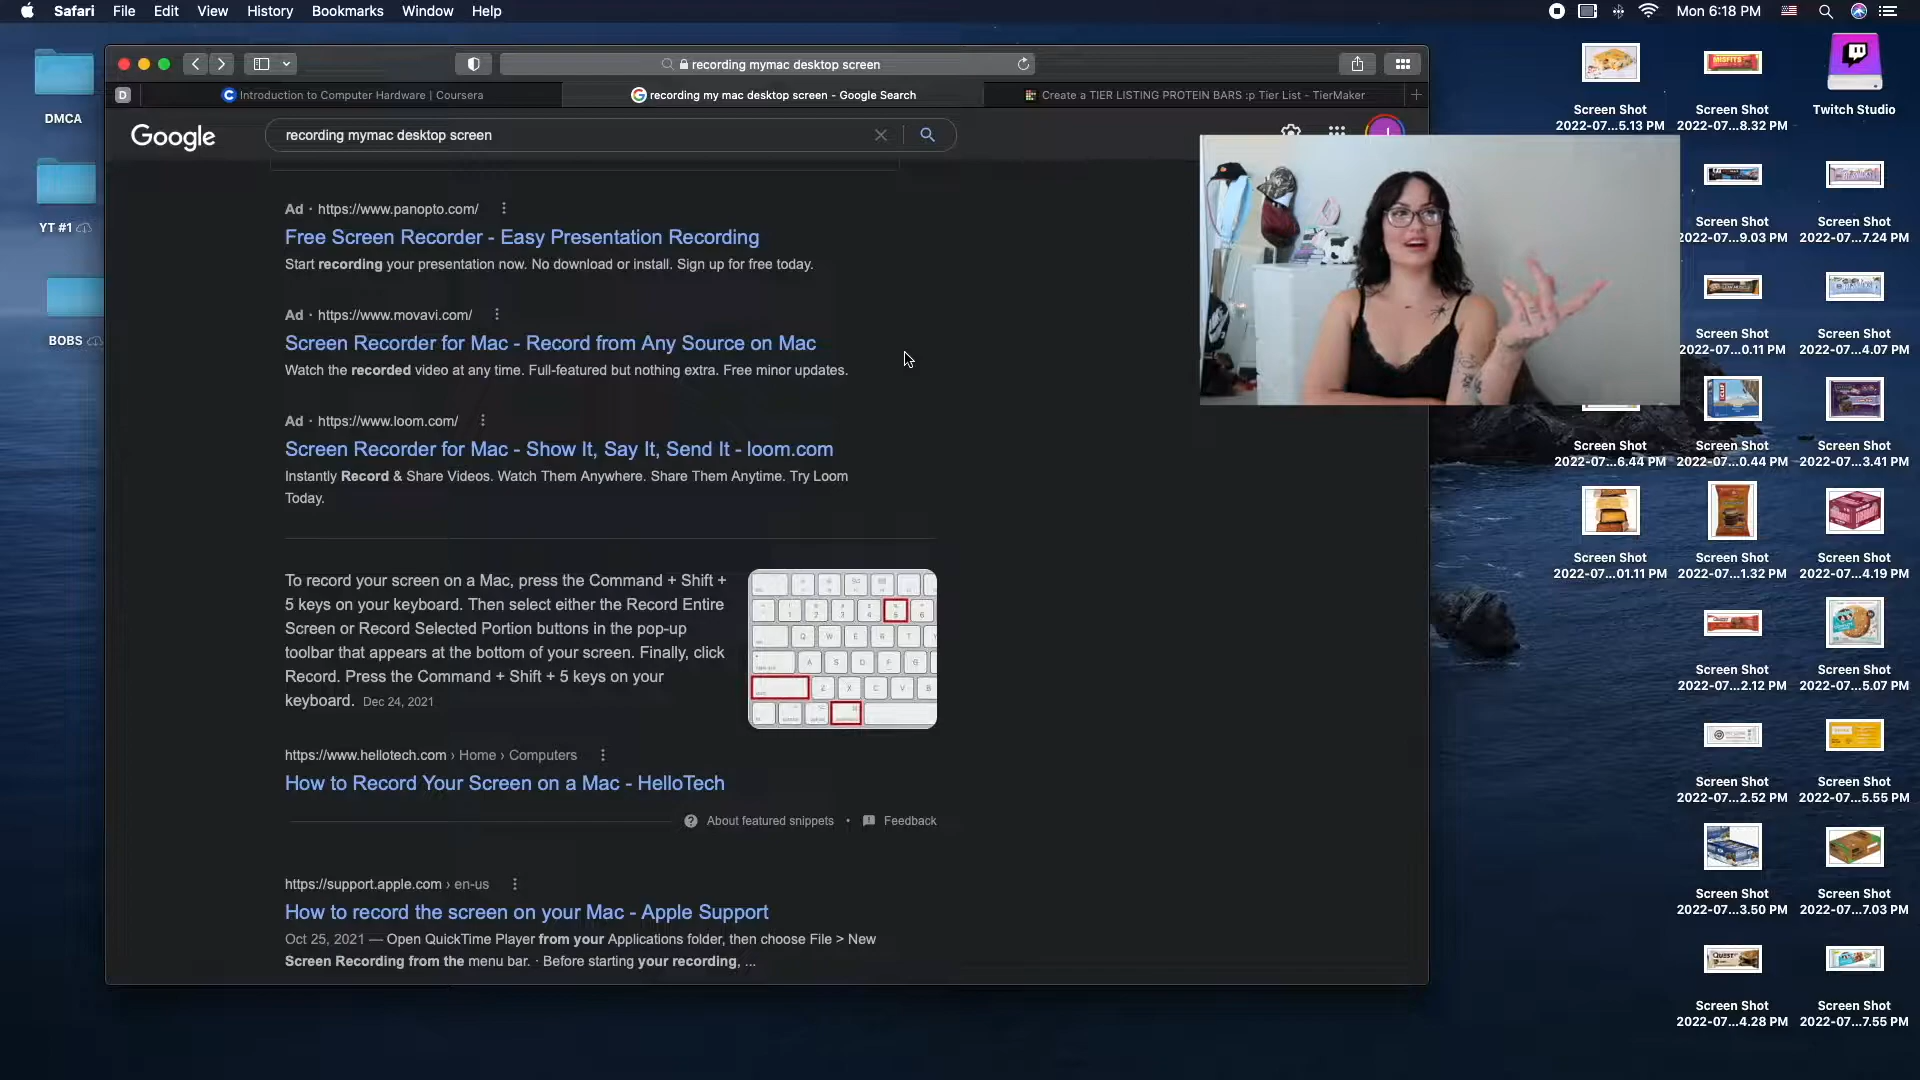 Safari File Edit View History Bookmarks Window Help
Mon 6:18 PM
recording mymac desktop screen
D
Introduction to Computer Hardware | Coursera
recording my mac desktop screen - Google Search
Create a TIER LISTING PROTEIN BARS :p Tier List - TierMaker
Google
recording mymac desktop screen
Ad · https://www.panopto.com/
Free Screen Recorder - Easy Presentation Recording
Start recording your presentation now. No download or install. Sign up for free today.
Ad · https://www.movavi.com/
Screen Recorder for Mac - Record from Any Source on Mac
Watch the recorded video at any time. Full-featured but nothing extra. Free minor updates.
Ad · https://www.loom.com/
Screen Recorder for Mac - Show It, Say It, Send It - loom.com
Instantly Record & Share Videos. Watch Them Anywhere. Share Them Anytime. Try Loom
Today.
To record your screen on a Mac, press the Command + Shift +
5 keys on your keyboard. Then select either the Record Entire
Screen or Record Selected Portion buttons in the pop-up
toolbar that appears at the bottom of your screen. Finally, click
Record. Press the Command + Shift + 5 keys on your
keyboard. Dec 24, 2021
https://www.hellotech.com › Home › Computers
How to Record Your Screen on a Mac - HelloTech
About featured snippets • Feedback
https://support.apple.com › en-us
How to record the screen on your Mac - Apple Support
Oct 25, 2021 — Open QuickTime Player from your Applications folder, then choose File > New
Screen Recording from the menu bar. · Before starting your recording, ...
DMCA
YT #1
BOBS
Screen Shot
2022-07...5.13 PM
Screen Shot
2022-07...8.32 PM
Twitch Studio
Screen Shot
2022-07...9.03 PM
Screen Shot
2022-07...7.24 PM
Screen Shot
2022-07...0.11 PM
Screen Shot
2022-07...4.07 PM
Screen Shot
2022-07...6.44 PM
Screen Shot
2022-07...0.44 PM
Screen Shot
2022-07...3.41 PM
Screen Shot
2022-07...01.11 PM
Screen Shot
2022-07...1.32 PM
Screen Shot
2022-07...4.19 PM
Screen Shot
2022-07...2.12 PM
Screen Shot
2022-07...5.07 PM
Screen Shot
2022-07...2.52 PM
Screen Shot
2022-07...5.55 PM
Screen Shot
2022-07...3.50 PM
Screen Shot
2022-07...7.03 PM
Screen Shot
2022-07...4.28 PM
Screen Shot
2022-07...7.55 PM